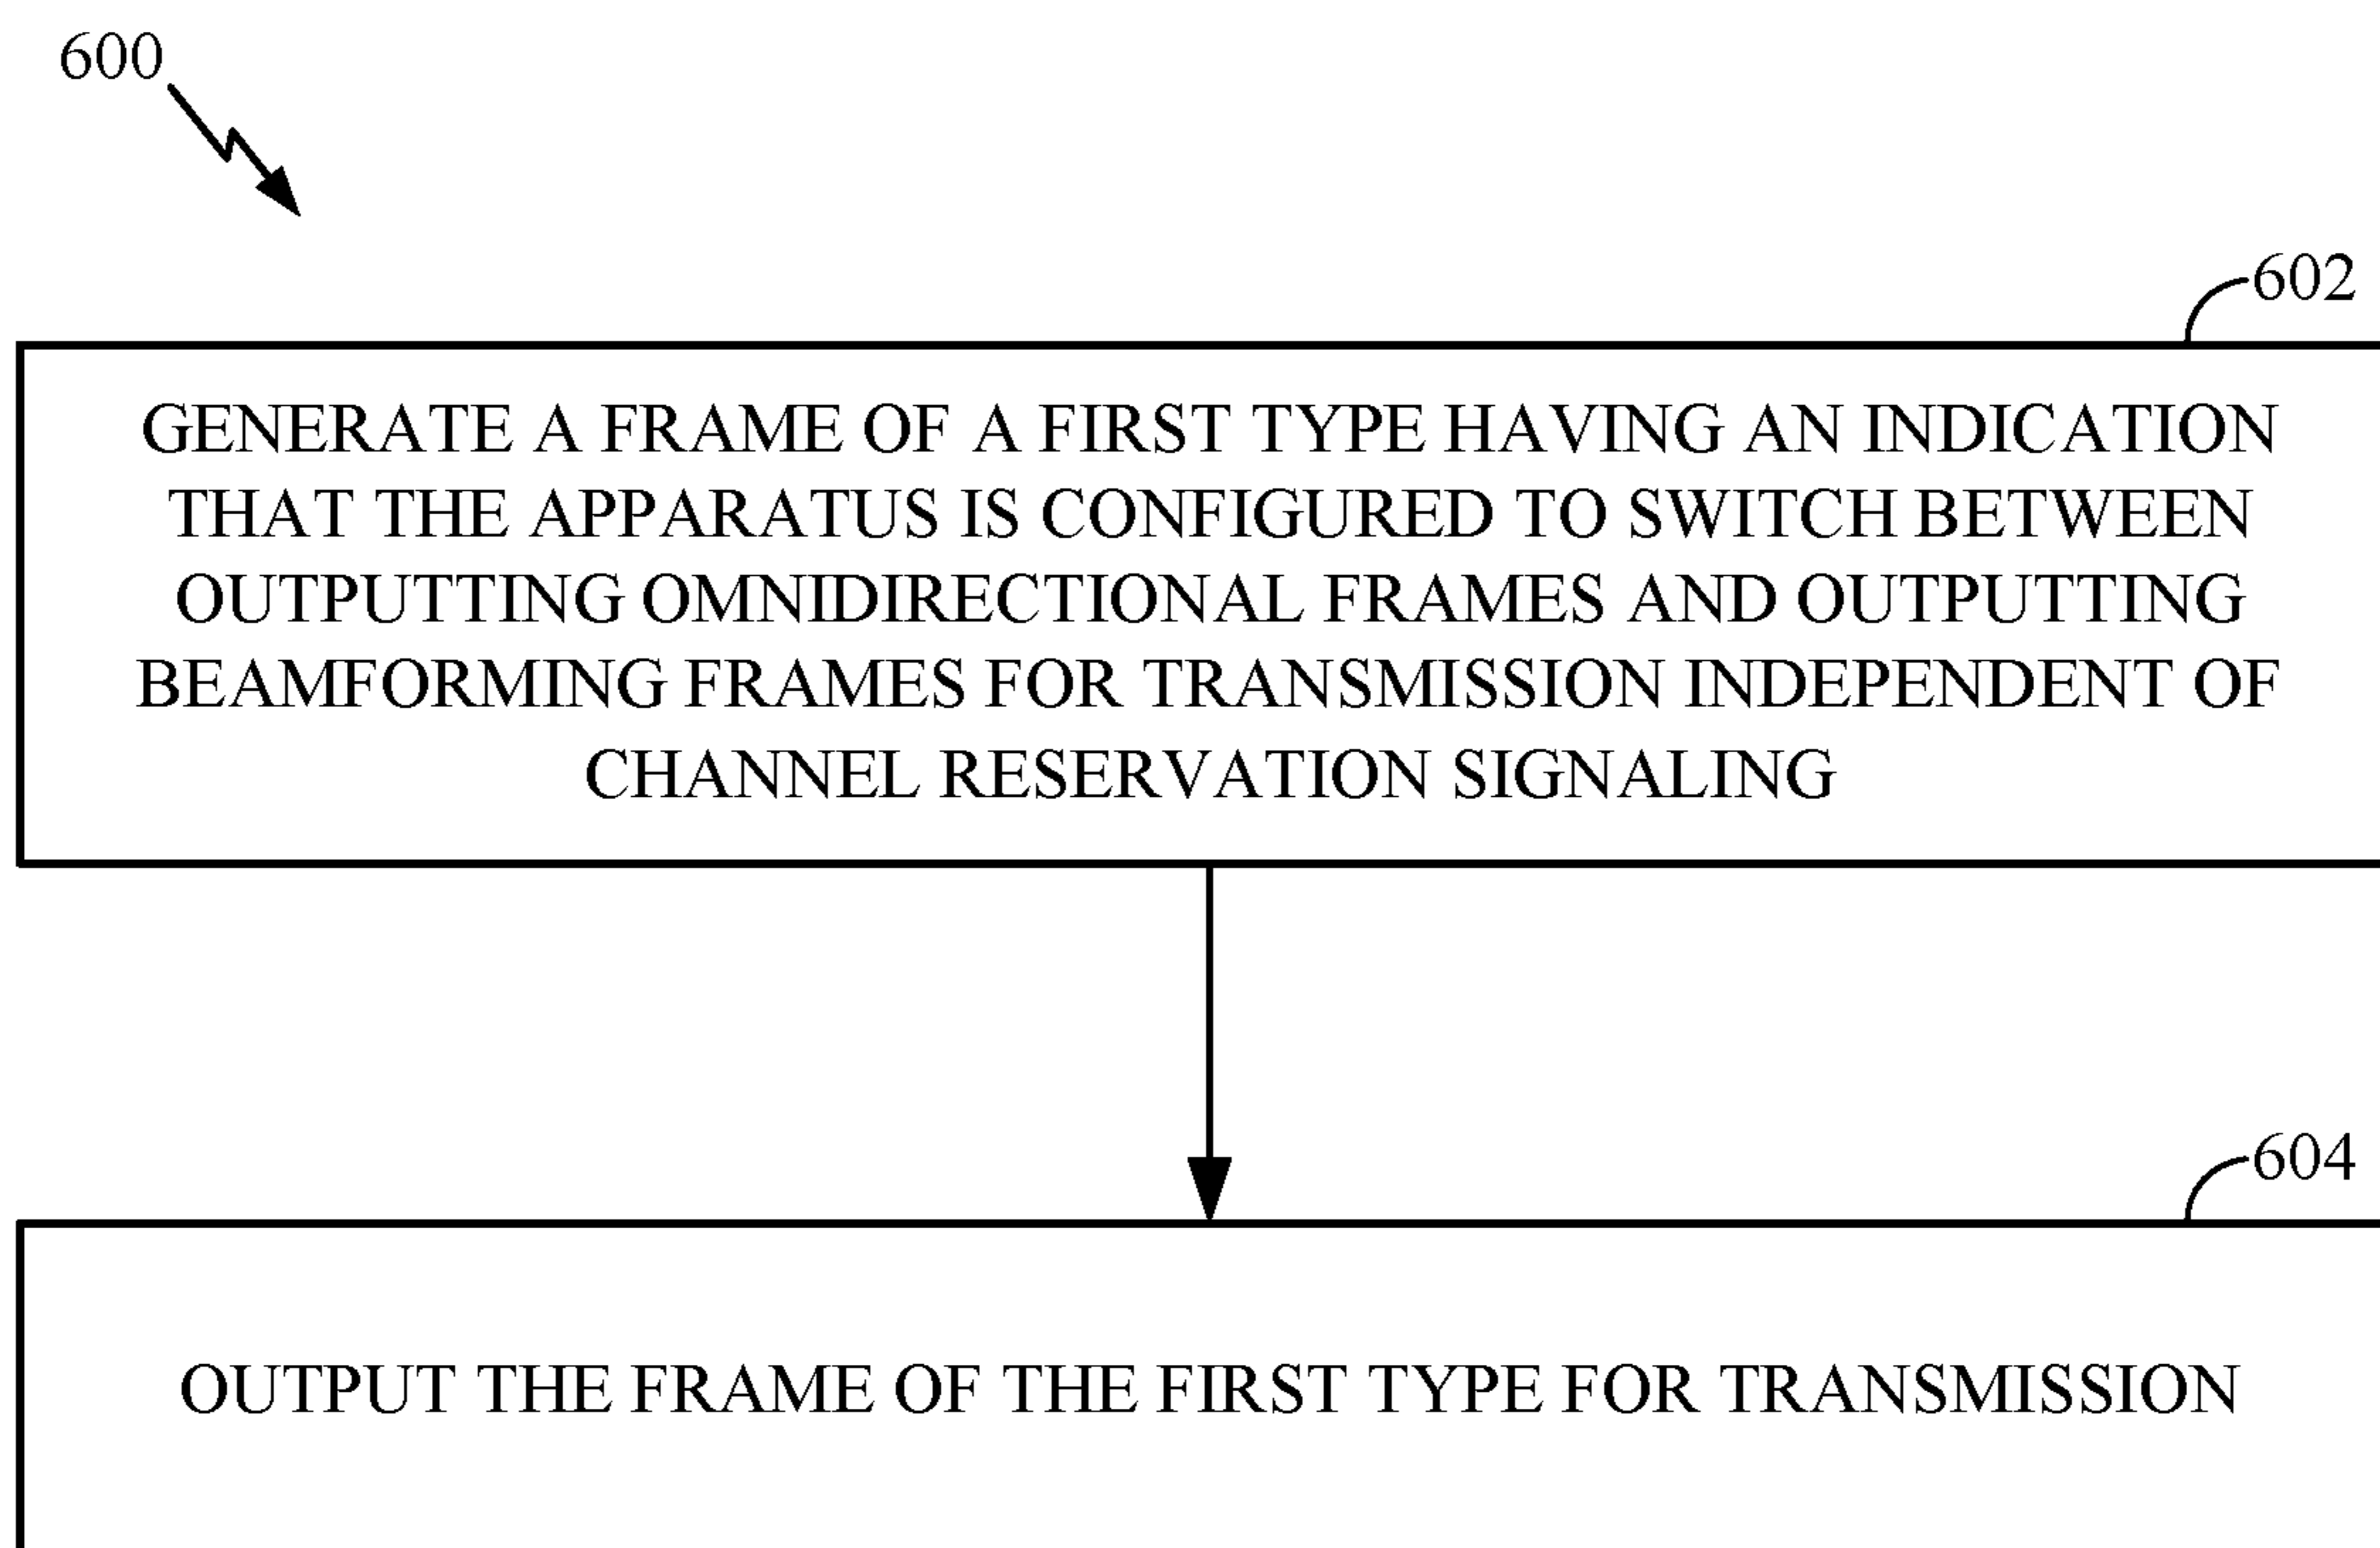 600
602
GENERATE A FRAME OF A FIRST TYPE HAVING AN INDICATION
THAT THE APPARATUS IS CONFIGURED TO SWITCH BETWEEN
OUTPUTTING OMNIDIRECTIONAL FRAMES AND OUTPUTTING
BEAMFORMING FRAMES FOR TRANSMISSION INDEPENDENT OF
CHANNEL RESERVATION SIGNALING
604
OUTPUT THE FRAME OF THE FIRST TYPE FOR TRANSMISSION